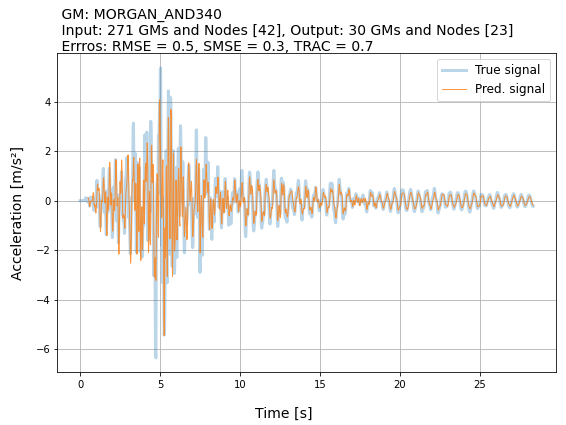 GM: MORGAN_AND340
Input: 271 GMs and Nodes [42], Output: 30 GMs and Nodes [23]
Errros: RMSE = 0.5, SMSE = 0.3, TRAC = 0.7
True signal
Pred. signal
4
2
0
−2
−4
−6
Acceleration [m/s²]
0 5 10 15 20 25
Time [s]